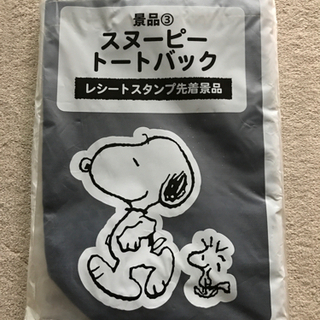 景品③
スヌーピー
トートバック
レシートスタンプ先着景品